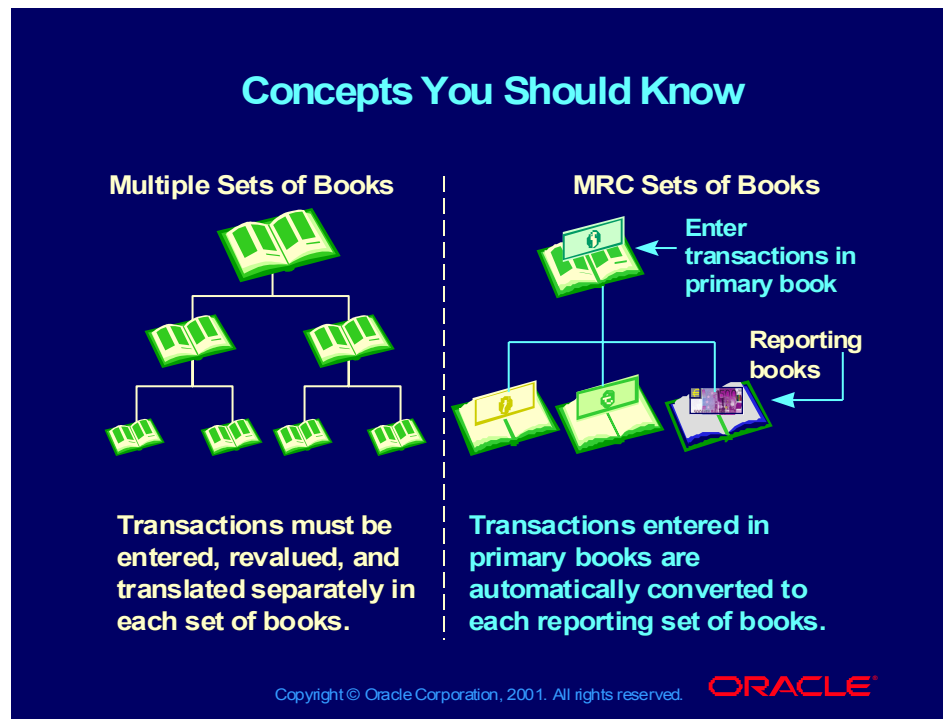 Concepts You Should Know
Multiple Sets of Books
Transactions must be
entered, revalued, and
translated separately in
each set of books.
MRC Sets of Books
Enter
transactions in
primary book
Reporting
books
Transactions entered in
primary books are
automatically converted to
each reporting set of books.
Copyright © Oracle Corporation, 2001. All rights reserved.
ORACLE®